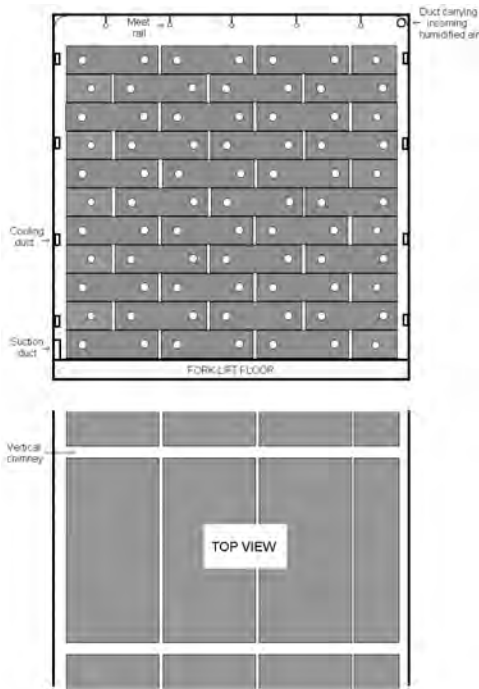 Meat
rail
Duct carrying
incoming
humidified air
Cooling
duct
Suction
duct
FORK-LIFT FLOOR
Vertical
chimney
TOP VIEW